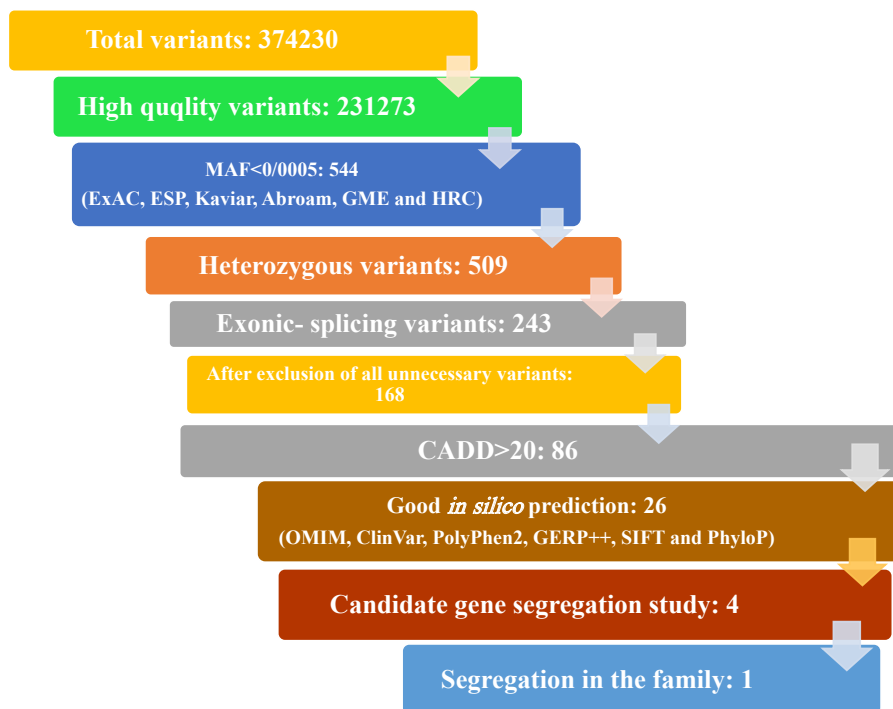 Total variants: 374230
High quqlity variants: 231273
MAF<0/0005: 544
(ExAC, ESP, Kaviar, Abroam, GME and HRC)
Heterozygous variants: 509
Exonic- splicing variants: 243
After exclusion of all unnecessary variants:
168
CADD>20: 86
Good in silico prediction: 26
(OMIM, ClinVar, PolyPhen2, GERP++, SIFT and PhyloP)
Candidate gene segregation study: 4
Segregation in the family: 1